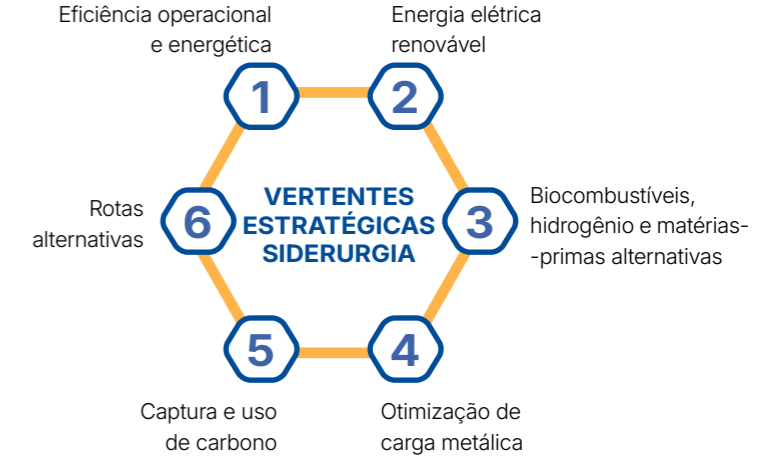 Eficiência operacional
e energética
1
Energia elétrica
renovável
2
Biocombustíveis,
hidrogênio e matérias-
-primas alternativas
3
Otimização de
carga metálica
4
Captura e uso
de carbono
5
Rotas
alternativas
6
VERTENTES
ESTRATÉGICAS
SIDERURGIA